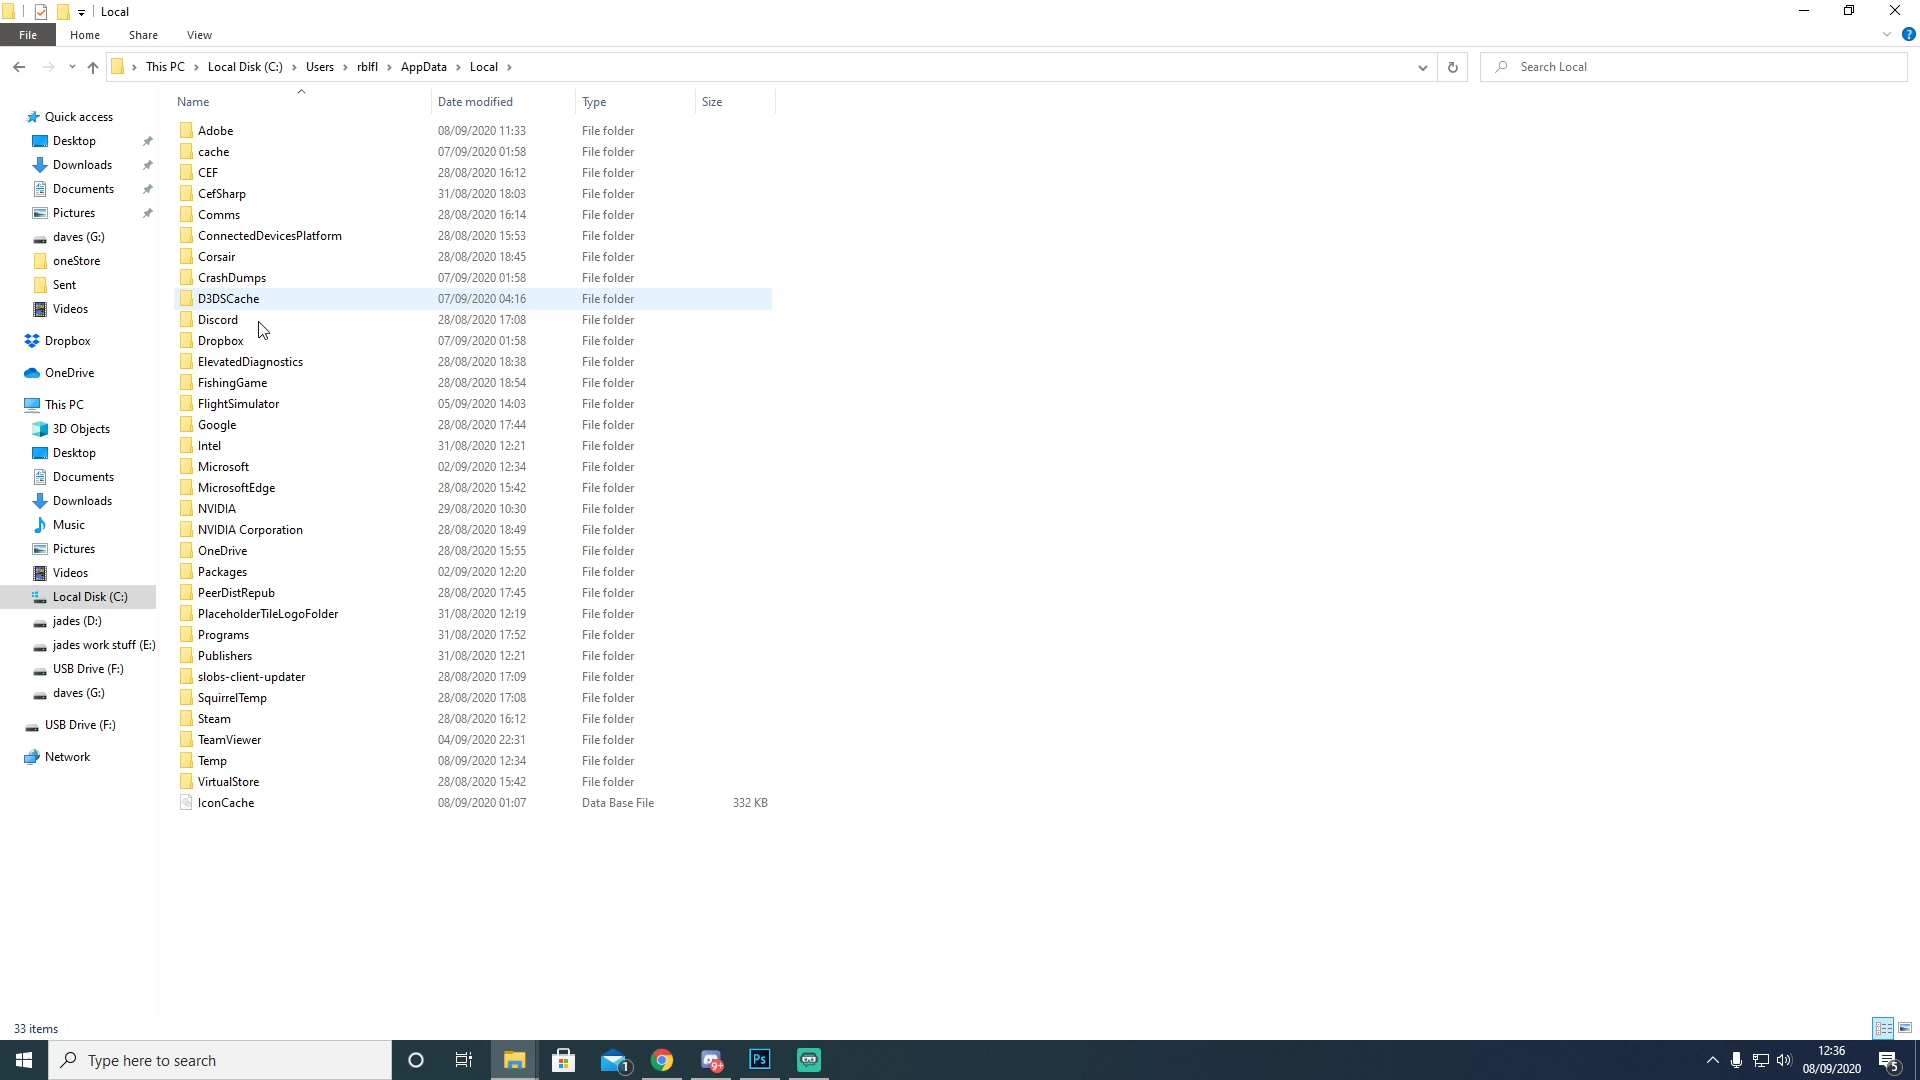 Local
File Home Share View
This PC Local Disk (C:) Users rblfl AppData Local
Search Local
Name Date modified Type Size
Quick access
Desktop
Downloads
Documents
Pictures
daves (G:)
oneStore
Sent
Videos
Dropbox
OneDrive
This PC
3D Objects
Desktop
Documents
Downloads
Music
Pictures
Videos
Local Disk (C:)
jades (D:)
jades work stuff (E:)
USB Drive (F:)
daves (G:)
USB Drive (F:)
Network
Adobe 08/09/2020 11:33 File folder
cache 07/09/2020 01:58 File folder
CEF 28/08/2020 16:12 File folder
CefSharp 31/08/2020 18:03 File folder
Comms 28/08/2020 16:14 File folder
ConnectedDevicesPlatform 28/08/2020 15:53 File folder
Corsair 28/08/2020 18:45 File folder
CrashDumps 07/09/2020 01:58 File folder
D3DSCache 07/09/2020 04:16 File folder
Discord 28/08/2020 17:08 File folder
Dropbox 07/09/2020 01:58 File folder
ElevatedDiagnostics 28/08/2020 18:38 File folder
FishingGame 28/08/2020 18:54 File folder
FlightSimulator 05/09/2020 14:03 File folder
Google 28/08/2020 17:44 File folder
Intel 31/08/2020 12:21 File folder
Microsoft 02/09/2020 12:34 File folder
MicrosoftEdge 28/08/2020 15:42 File folder
NVIDIA 29/08/2020 10:30 File folder
NVIDIA Corporation 28/08/2020 18:49 File folder
OneDrive 28/08/2020 15:55 File folder
Packages 02/09/2020 12:20 File folder
PeerDistRepub 28/08/2020 17:45 File folder
PlaceholderTileLogoFolder 31/08/2020 12:19 File folder
Programs 31/08/2020 17:52 File folder
Publishers 31/08/2020 12:21 File folder
slobs-client-updater 28/08/2020 17:09 File folder
SquirrelTemp 28/08/2020 17:08 File folder
Steam 28/08/2020 16:12 File folder
TeamViewer 04/09/2020 22:31 File folder
Temp 08/09/2020 12:34 File folder
VirtualStore 28/08/2020 15:42 File folder
IconCache 08/09/2020 01:07 Data Base File 332 KB
33 items
Type here to search
1
9+
Ps
12:36
08/09/2020
5